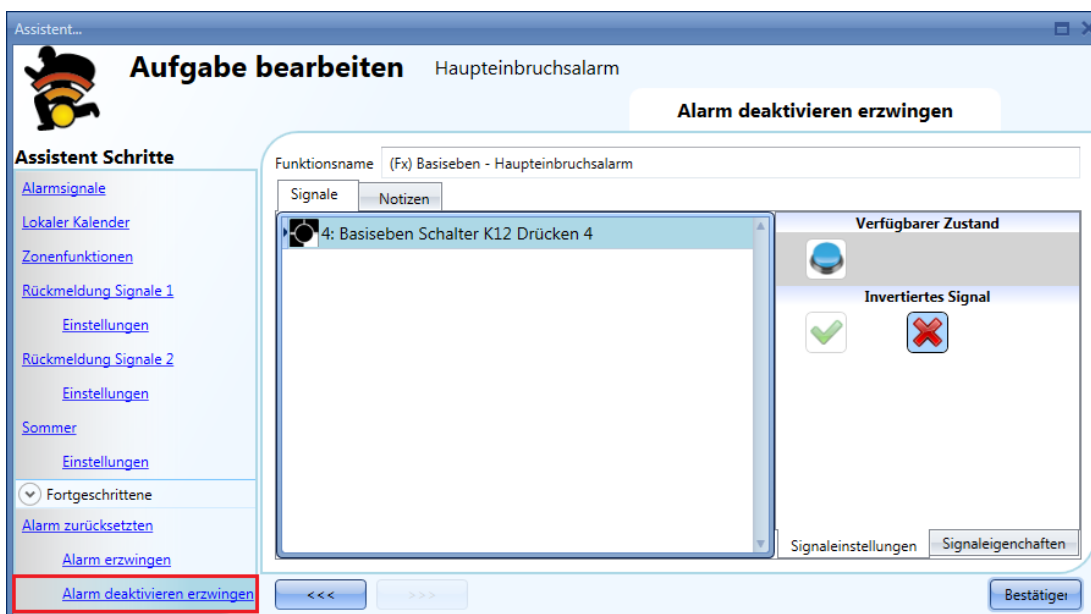 Assistent...
Aufgabe bearbeiten Haupteinbruchsalarm
Alarm deaktivieren erzwingen
Assistent Schritte
Alarmsignale
Lokaler Kalender
Zonenfunktionen
Rückmeldung Signale 1
Einstellungen
Rückmeldung Signale 2
Einstellungen
Sommer
Einstellungen
Fortgeschrittene
Alarm zurücksetzten
Alarm erzwingen
Alarm deaktivieren erzwingen
Funktionsname (Fx) Basiseben - Haupteinbruchsalarm
Signale Notizen
4: Basiseben Schalter K12 Drücken 4
Verfügbarer Zustand
Invertiertes Signal
Signaleinstellungen Signaleigenchaften
<<< >>> Bestätiger